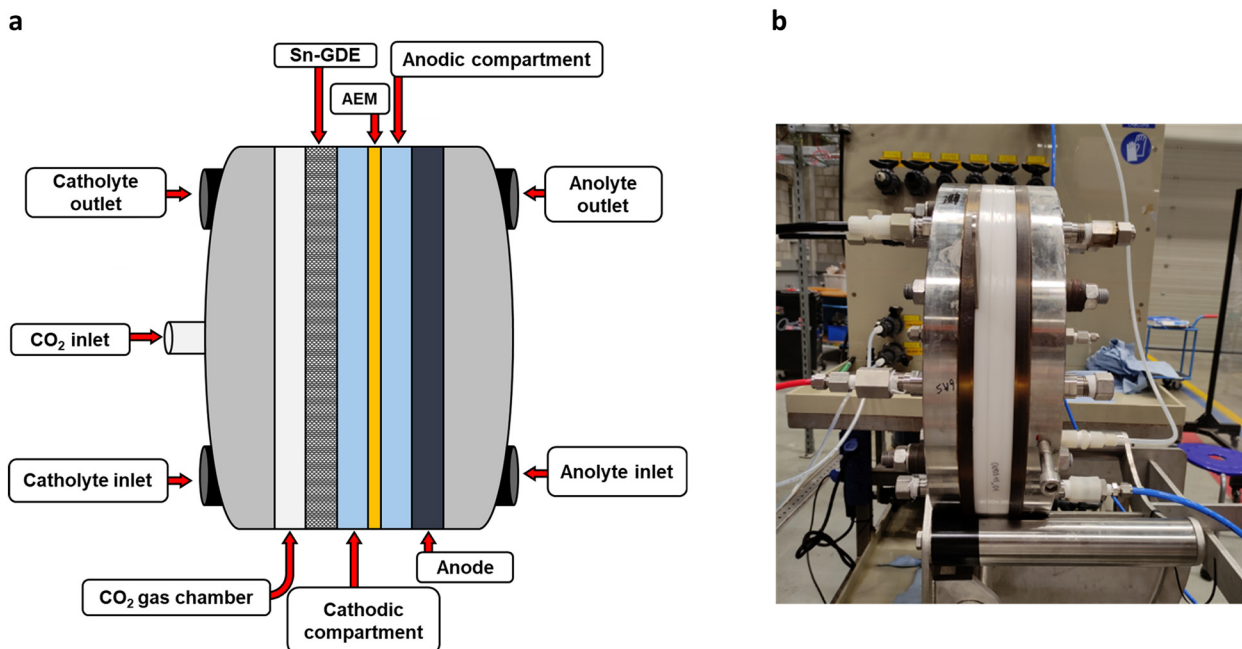 a
b
Sn-GDE
Anodic compartment
AEM
Catholyte
outlet
Anolyte
outlet
CO₂ inlet
Catholyte inlet
Anolyte inlet
CO₂ gas chamber
Cathodic
compartment
Anode